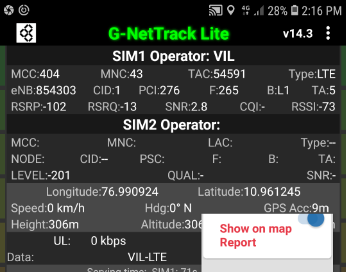 4G 28% 2:16 PM
G-NetTrack Lite v14.3
SIM1 Operator: VIL
MCC:404 MNC:43 TAC:54591 Type:LTE
eNB:854303 CID:1 PCI:276 F:265 B:L1 TA:5
RSRP:-102 RSRQ:-13 SNR:2.8 CQI:- RSSI:-73
SIM2 Operator:
MCC: MNC: LAC: Type:--
NODE: CID:-- PSC: F: B: TA:
LEVEL:-201 QUAL:- SNR:-
Longitude:76.990924 Latitude:10.961245
Speed:0 km/h Hdg:0° N GPS Acc:9m
Height:306m Altitude:306
Show on map
UL: 0 kbps
Report
Data: VIL-LTE
Serving time: SIM1: 71s